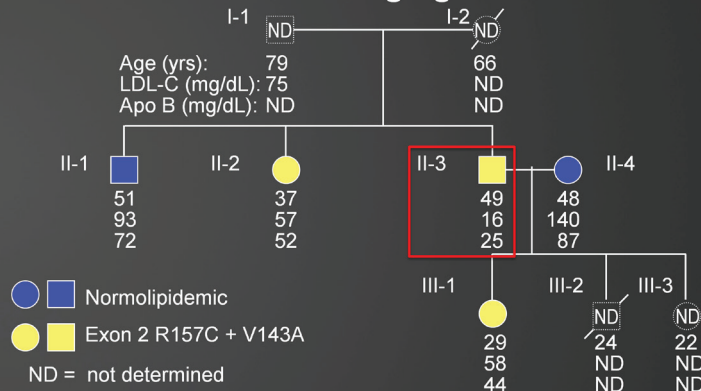 I-1 ND I-2 ND
Age (yrs): 79 66
LDL-C (mg/dL): 75 ND
Apo B (mg/dL): ND ND
II-1 II-2 II-3 II-4
51 37 49 48
93 57 16 140
72 52 25 87
III-1 III-2 III-3
Normolipidemic ND ND
29 24 22
Exon 2 R157C + V143A
58 ND ND
44 ND ND
ND = not determined